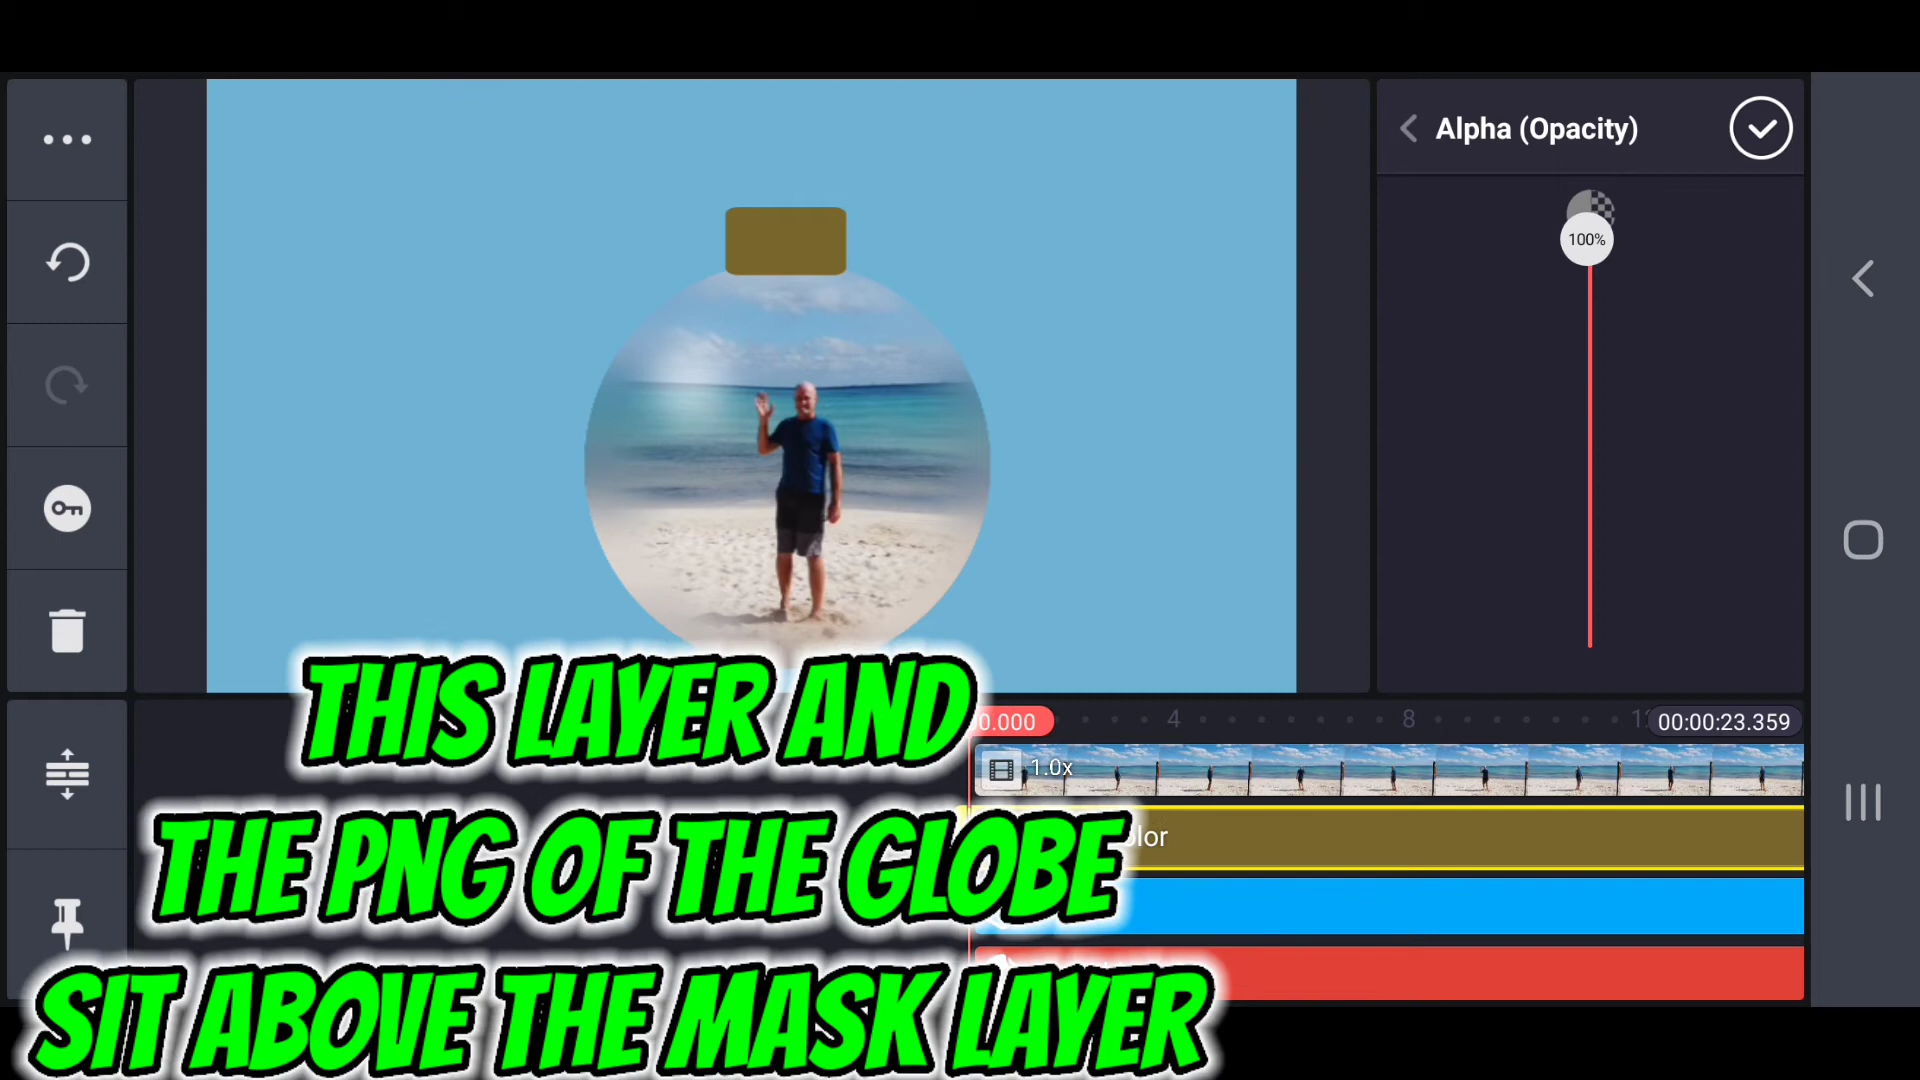 Alpha (Opacity)
100%
0.000
4
8
00:00:23.359
1.0x
THIS LAYER AND
THE PNG OF THE GLOBE
SIT ABOVE THE MASK LAYER